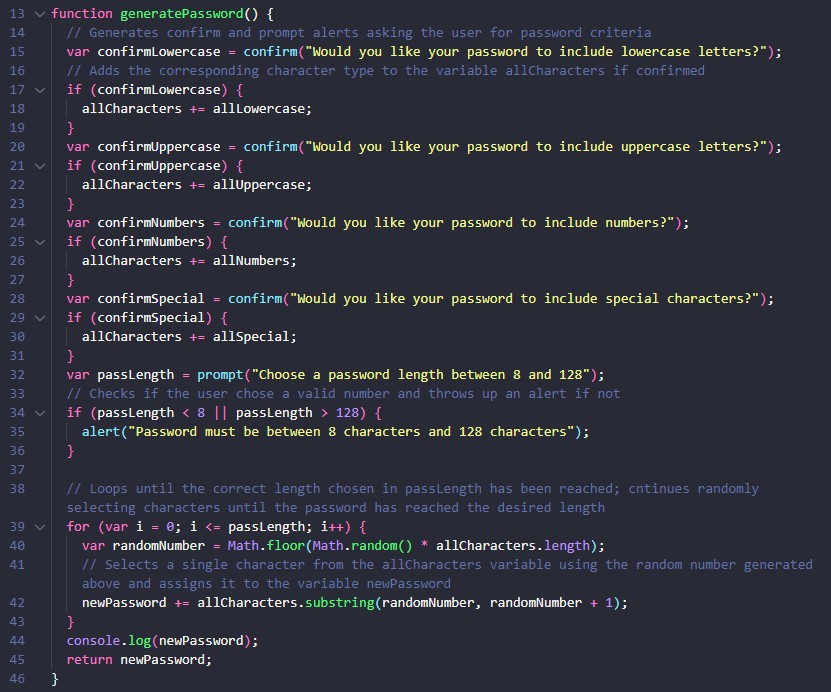 13 function generatePassword() {
14 // Generates confirm and prompt alerts asking the user for password criteria
15 var confirmLowercase = confirm("Would you like your password to include lowercase letters?");
16 // Adds the corresponding character type to the variable allCharacters if confirmed
17 if (confirmLowercase) {
18 allCharacters += allLowercase;
19 }
20 var confirmUppercase = confirm("Would you like your password to include uppercase letters?");
21 if (confirmUppercase) {
22 allCharacters += allUppercase;
23 }
24 var confirmNumbers = confirm("Would you like your password to include numbers?");
25 if (confirmNumbers) {
26 allCharacters += allNumbers;
27 }
28 var confirmSpecial = confirm("Would you like your password to include special characters?");
29 if (confirmSpecial) {
30 allCharacters += allSpecial;
31 }
32 var passLength = prompt("Choose a password length between 8 and 128");
33 // Checks if the user chose a valid number and throws up an alert if not
34 if (passLength < 8 || passLength > 128) {
35 alert("Password must be between 8 characters and 128 characters");
36 }
37
38 // Loops until the correct length chosen in passLength has been reached; cntinues randomly
selecting characters until the password has reached the desired length
39 for (var i = 0; i <= passLength; i++) {
40 var randomNumber = Math.floor(Math.random() * allCharacters.length);
41 // Selects a single character from the allCharacters variable using the random number generated
above and assigns it to the variable newPassword
42 newPassword += allCharacters.substring(randomNumber, randomNumber + 1);
43 }
44 console.log(newPassword);
45 return newPassword;
46 }